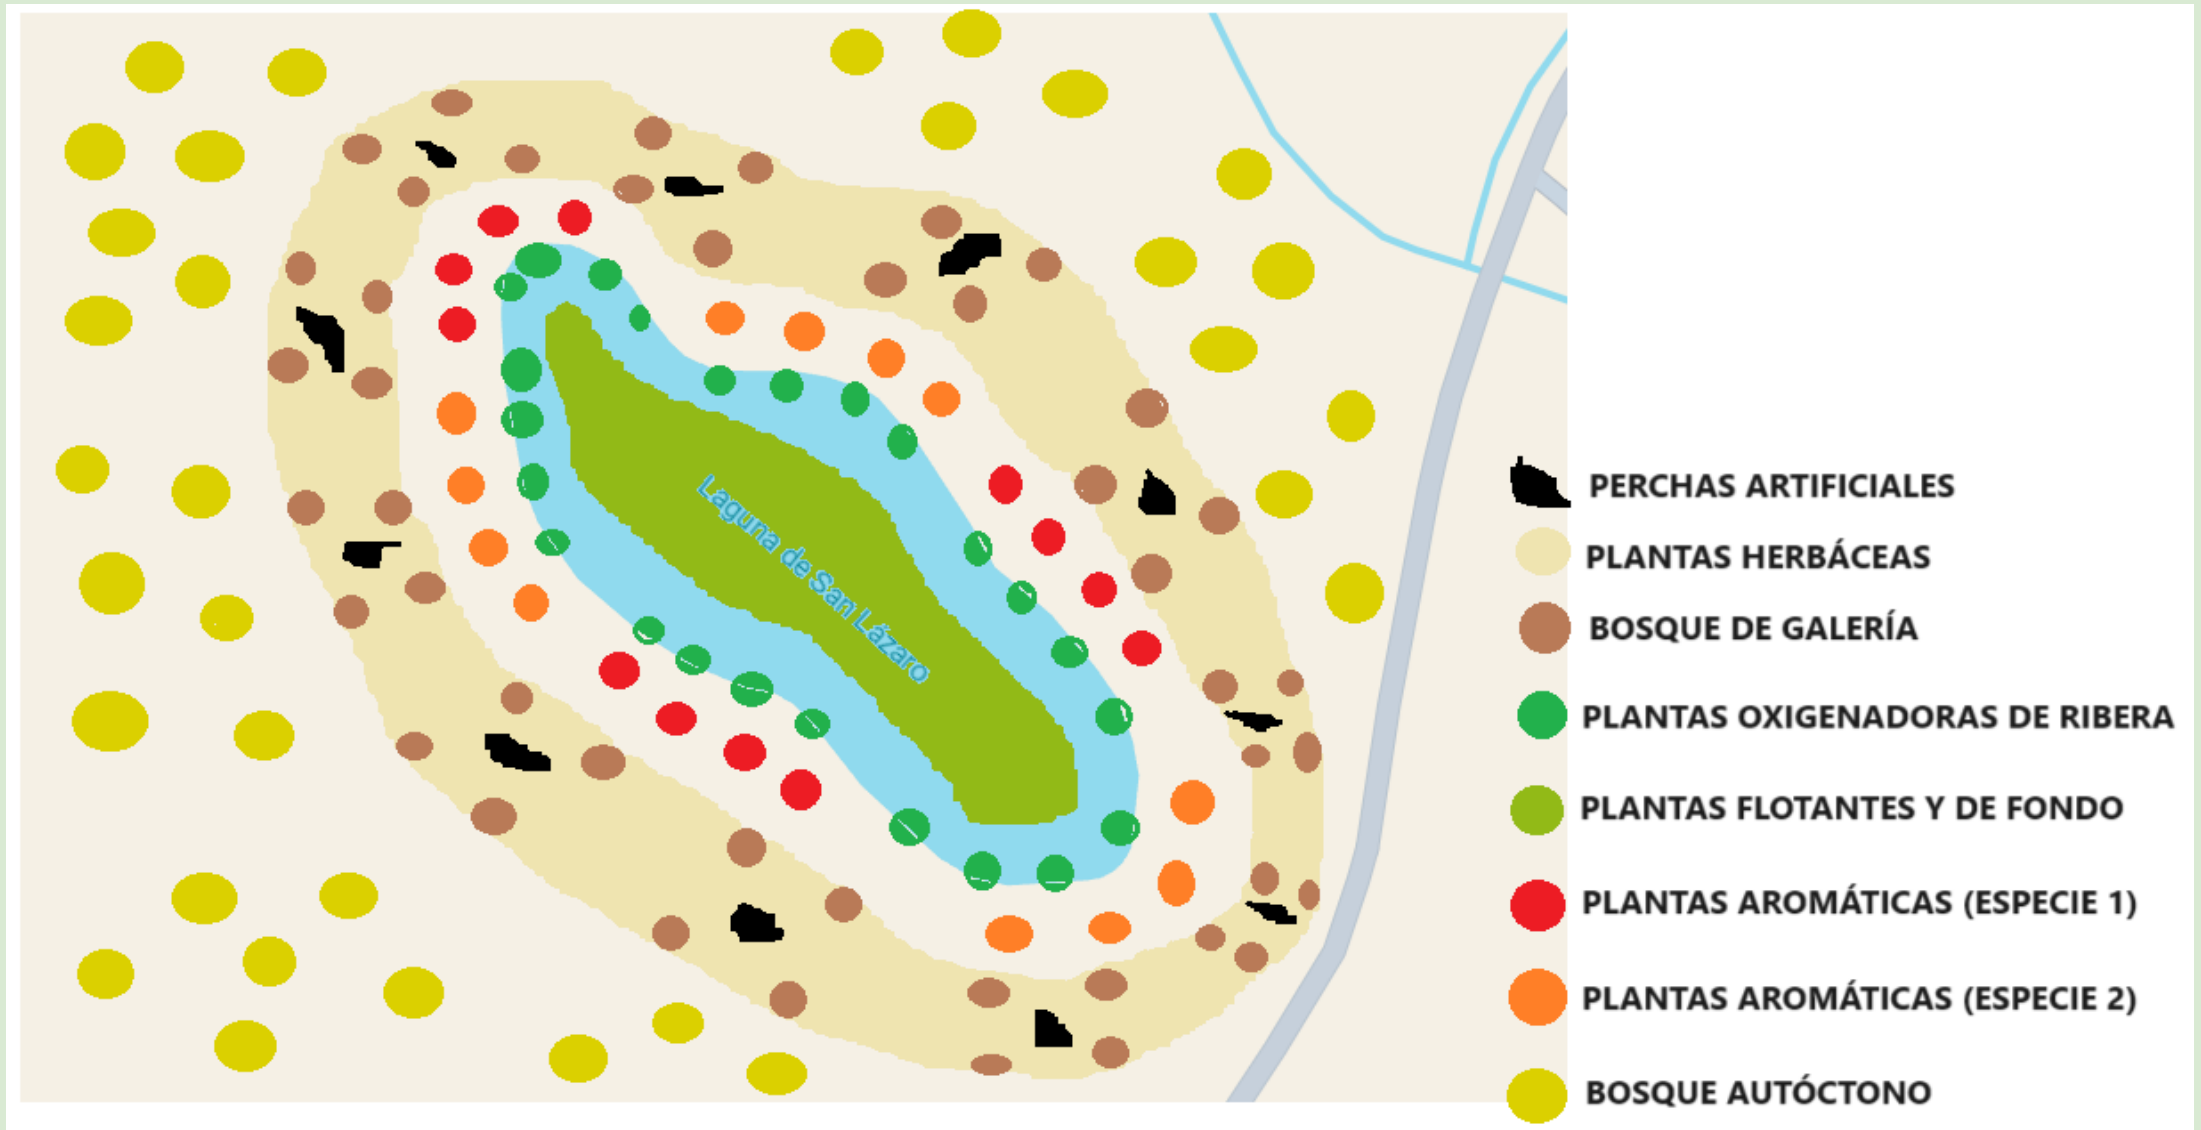 Laguna de San Lázaro
PERCHAS ARTIFICIALES
PLANTAS HERBÁCEAS
BOSQUE DE GALERÍA
PLANTAS OXIGENADORAS DE RIBERA
PLANTAS FLOTANTES Y DE FONDO
PLANTAS AROMÁTICAS (ESPECIE 1)
PLANTAS AROMÁTICAS (ESPECIE 2)
BOSQUE AUTÓCTONO